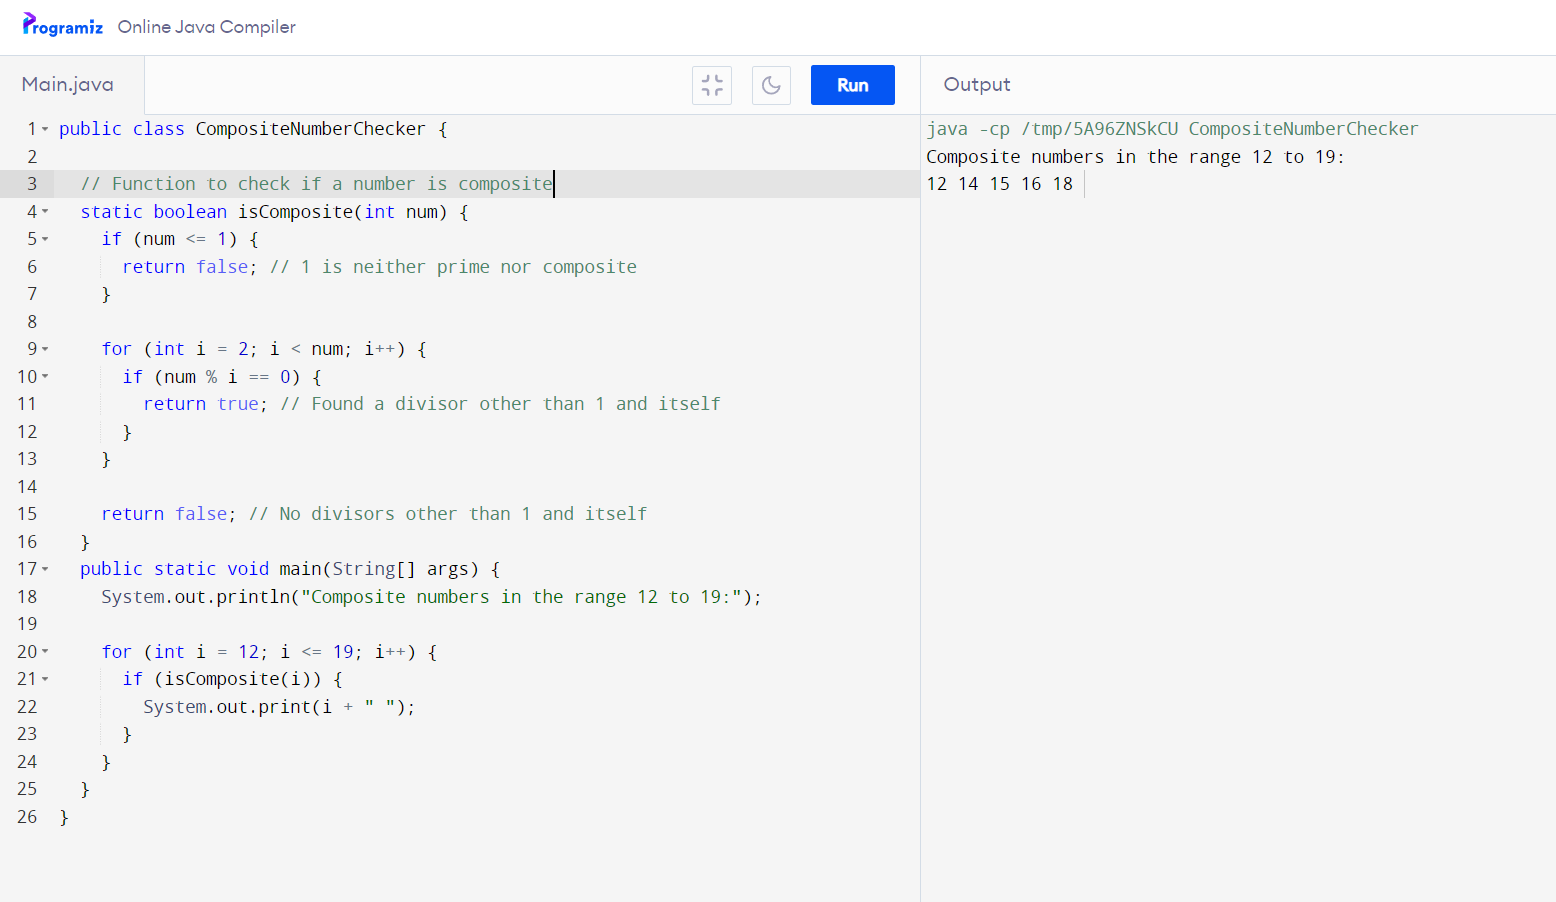 Programiz Online Java Compiler
Main.java
Run
Output
1 public class CompositeNumberChecker {
2
3   // Function to check if a number is composite
4   static boolean isComposite(int num) {
5     if (num <= 1) {
6       return false; // 1 is neither prime nor composite
7     }
8
9     for (int i = 2; i < num; i++) {
10       if (num % i == 0) {
11         return true; // Found a divisor other than 1 and itself
12       }
13     }
14
15     return false; // No divisors other than 1 and itself
16   }
17   public static void main(String[] args) {
18     System.out.println("Composite numbers in the range 12 to 19:");
19
20     for (int i = 12; i <= 19; i++) {
21       if (isComposite(i)) {
22         System.out.print(i + " ");
23       }
24     }
25   }
26 }
java -cp /tmp/5A96ZNSkCU CompositeNumberChecker
Composite numbers in the range 12 to 19:
12 14 15 16 18